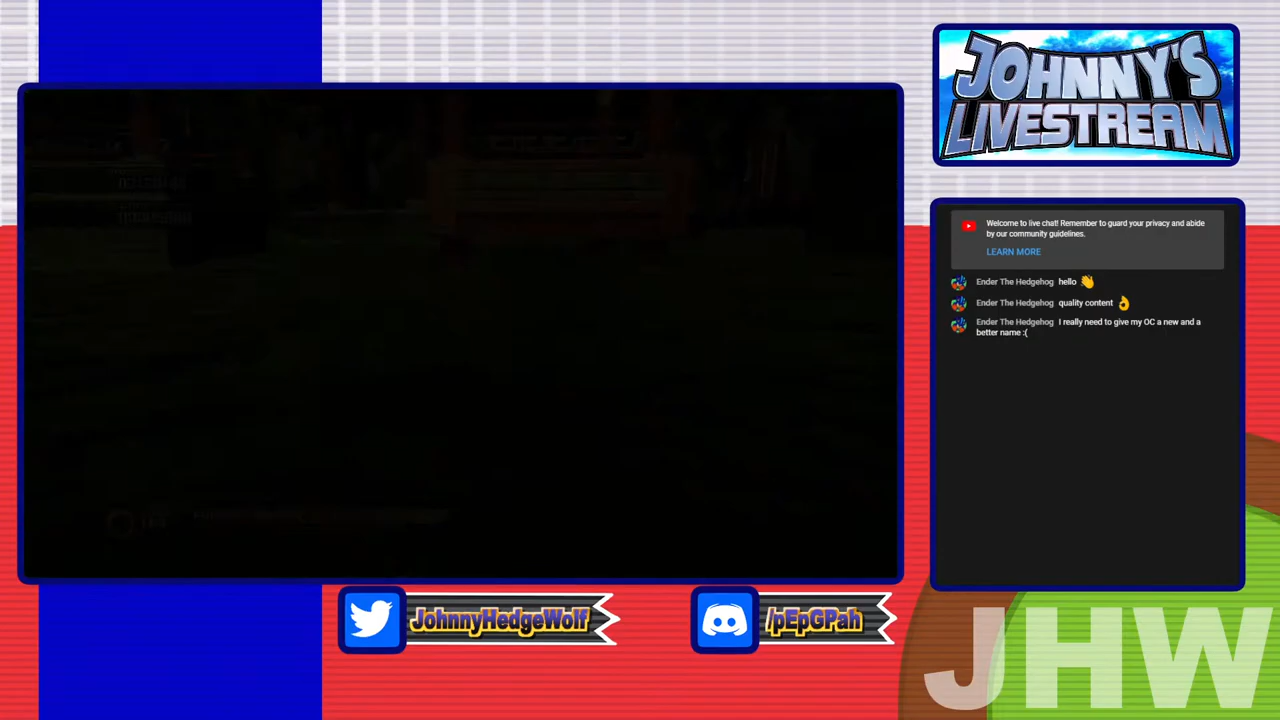 JOHNNY'S
LIVESTREAM
Welcome to live chat! Remember to guard your privacy and abide
by our community guidelines.
LEARN MORE
Ender The Hedgehog hello 👋
Ender The Hedgehog quality content 👌
Ender The Hedgehog I really need to give my OC a new and a
better name :(
JohnnyHedgeWolf
/pEpGPah
JHW